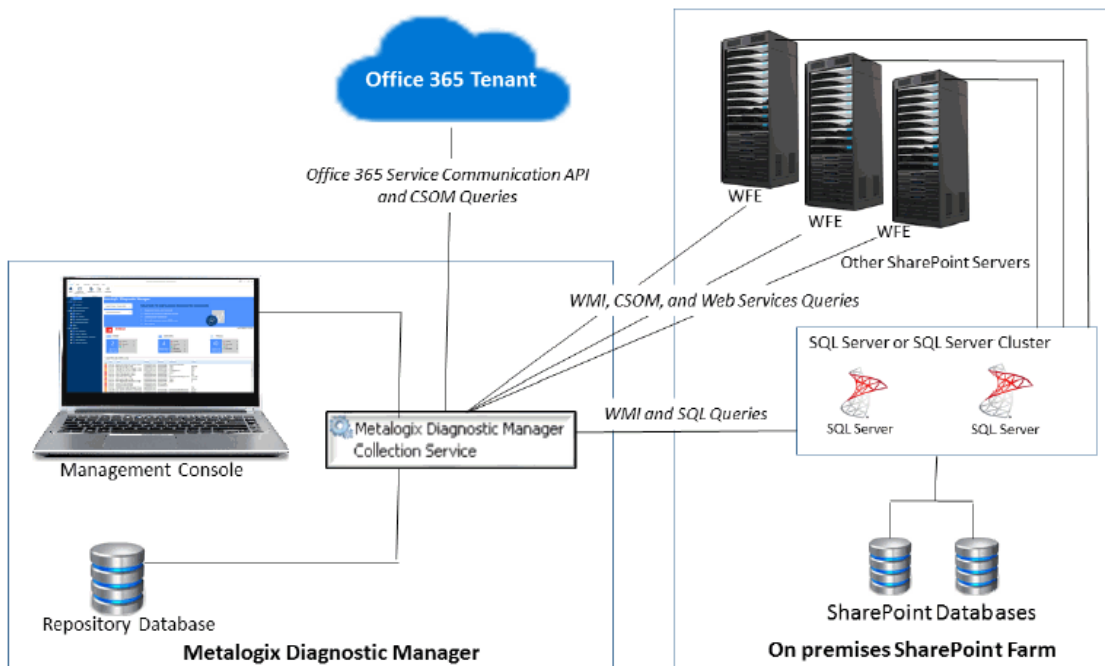 Office 365 Tenant
Office 365 Service Communication API
and CSOM Queries
WFE
WFE
WFE
Other SharePoint Servers
WMI, CSOM, and Web Services Queries
SQL Server or SQL Server Cluster
SQL Server
SQL Server
WMI and SQL Queries
Metalogix Diagnostic Manager
Collection Service
Management Console
Repository Database
Metalogix Diagnostic Manager
SharePoint Databases
On premises SharePoint Farm